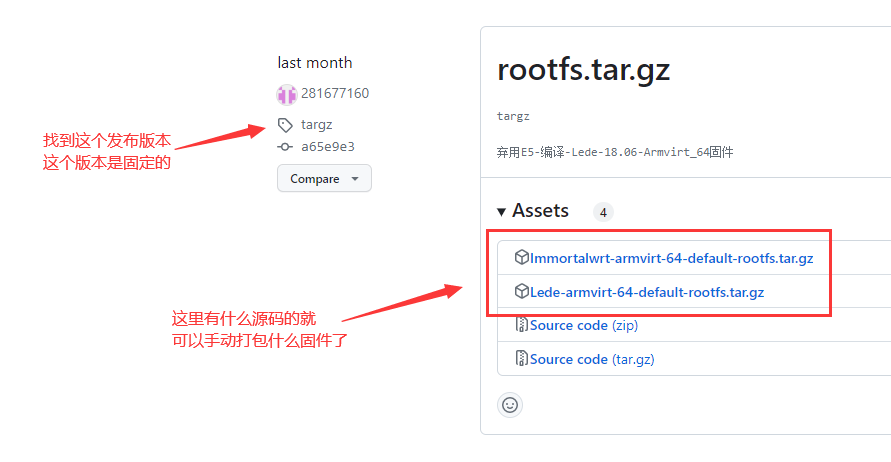 last month
281677160
targz
a65e9e3
Compare
找到这个发布版本
这个版本是固定的
rootfs.tar.gz
targz
弃用E5-编译-Lede-18.06-Armvirt_64固件
Assets 4
Immortalwrt-armvirt-64-default-rootfs.tar.gz
Lede-armvirt-64-default-rootfs.tar.gz
Source code (zip)
Source code (tar.gz)
这里有什么源码的就
可以手动打包什么固件了